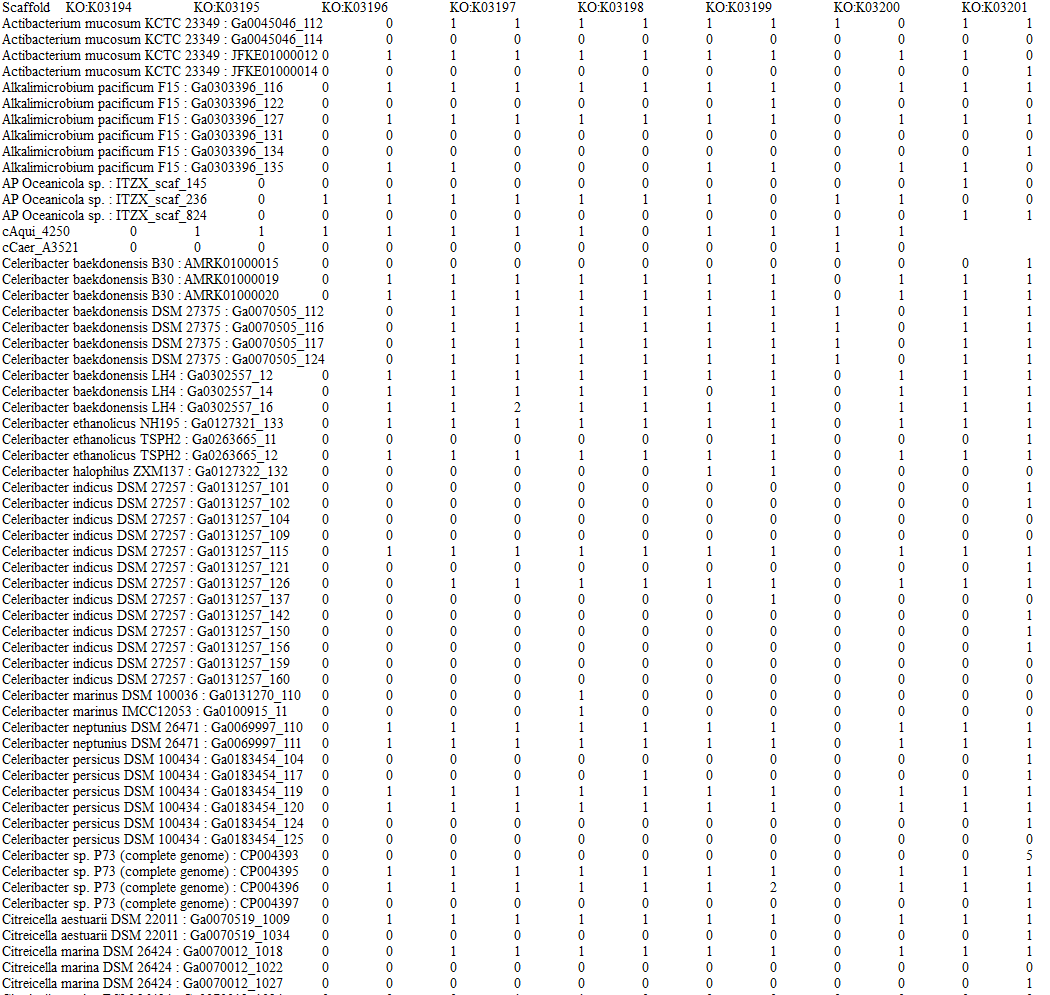 Scaffold KO:K03194 KO:K03195 KO:K03196 KO:K03197 KO:K03198 KO:K03199 KO:K03200 KO:K03201
Actibacterium mucosum KCTC 23349 : Ga0045046_112 0 1 1 1 1 1 1 1 0 1 1
Actibacterium mucosum KCTC 23349 : Ga0045046_114 0 0 0 0 0 0 0 0 0 0 0
Actibacterium mucosum KCTC 23349 : JFKE01000012 0 1 1 1 1 1 1 1 0 1 1 0
Actibacterium mucosum KCTC 23349 : JFKE01000014 0 0 0 0 0 0 0 0 0 0 0 1
Alkalimicrobium pacificum F15 : Ga0303396_116 0 1 1 1 1 1 1 1 0 1 1 1
Alkalimicrobium pacificum F15 : Ga0303396_122 0 0 0 0 0 0 0 1 0 0 0 0
Alkalimicrobium pacificum F15 : Ga0303396_127 0 1 1 1 1 1 1 1 0 1 1 1
Alkalimicrobium pacificum F15 : Ga0303396_131 0 0 0 0 0 0 0 0 0 0 0 0
Alkalimicrobium pacificum F15 : Ga0303396_134 0 0 0 0 0 0 0 0 0 0 0 1
Alkalimicrobium pacificum F15 : Ga0303396_135 0 1 1 0 0 0 1 1 0 1 1 0
AP Oceanicola sp. : ITZX_scaf_145 0 0 0 0 0 0 0 0 0 0 0 1 0
AP Oceanicola sp. : ITZX_scaf_236 0 1 1 1 1 1 0 1 0 1 1 0 0
AP Oceanicola sp. : ITZX_scaf_824 0 0 0 0 0 0 0 0 0 0 0 1 1
cAqui_4250 0 1 1 1 1 1 1 1 0 1 1 1 1
cCaer_A3521 0 0 0 0 0 0 0 0 0 0 0 1 0
Celeribacter baekdonensis B30 : AMRK01000015 0 0 0 0 0 0 0 0 0 0 0 1
Celeribacter baekdonensis B30 : AMRK01000019 0 1 1 1 1 1 1 1 0 1 1 1
Celeribacter baekdonensis B30 : AMRK01000020 0 1 1 1 1 1 1 1 0 1 1 1
Celeribacter baekdonensis DSM 27375 : Ga0070505_112 0 1 1 1 1 1 1 1 0 1 1
Celeribacter baekdonensis DSM 27375 : Ga0070505_116 0 1 1 1 1 1 1 1 0 1 1
Celeribacter baekdonensis DSM 27375 : Ga0070505_117 0 1 1 1 1 1 1 1 0 1 1
Celeribacter baekdonensis DSM 27375 : Ga0070505_124 0 1 1 1 1 1 1 1 0 1 1
Celeribacter baekdonensis LH4 : Ga0302557_12 0 1 1 1 1 1 1 1 0 1 1 1
Celeribacter baekdonensis LH4 : Ga0302557_14 0 1 1 1 1 1 0 1 0 1 1 1
Celeribacter baekdonensis LH4 : Ga0302557_16 0 1 1 2 1 1 1 1 0 1 1 1
Celeribacter ethanolicus NH195 : Ga0127321_133 0 1 1 1 1 1 1 1 0 1 1 1
Celeribacter ethanolicus TSPH2 : Ga0263665_11 0 0 0 0 0 0 0 1 0 0 0 1
Celeribacter ethanolicus TSPH2 : Ga0263665_12 0 1 1 1 1 1 1 1 0 1 1 1
Celeribacter halophilus ZXM137 : Ga0127322_132 0 0 0 0 0 0 1 1 0 0 0 0
Celeribacter indicus DSM 27257 : Ga0131257_101 0 0 0 0 0 0 0 0 0 0 0 1
Celeribacter indicus DSM 27257 : Ga0131257_102 0 0 0 0 0 0 0 0 0 0 0 1
Celeribacter indicus DSM 27257 : Ga0131257_104 0 0 0 0 0 0 0 0 0 0 0 0
Celeribacter indicus DSM 27257 : Ga0131257_109 0 0 0 0 0 0 0 0 0 0 0 0
Celeribacter indicus DSM 27257 : Ga0131257_115 0 1 1 1 1 1 1 1 0 1 1 1
Celeribacter indicus DSM 27257 : Ga0131257_121 0 0 0 0 0 0 0 0 0 0 0 1
Celeribacter indicus DSM 27257 : Ga0131257_126 0 0 1 1 1 1 1 1 0 1 1 1
Celeribacter indicus DSM 27257 : Ga0131257_137 0 0 0 0 0 0 0 1 0 0 0 0
Celeribacter indicus DSM 27257 : Ga0131257_142 0 0 0 0 0 0 0 0 0 0 0 1
Celeribacter indicus DSM 27257 : Ga0131257_150 0 0 0 0 0 0 0 0 0 0 0 1
Celeribacter indicus DSM 27257 : Ga0131257_156 0 0 0 0 0 0 0 0 0 0 0 1
Celeribacter indicus DSM 27257 : Ga0131257_159 0 0 0 0 0 0 0 0 0 0 0 0
Celeribacter indicus DSM 27257 : Ga0131257_160 0 0 0 0 0 0 0 0 0 0 0 0
Celeribacter marinus DSM 100036 : Ga0131270_110 0 0 0 0 1 0 0 0 0 0 0 0
Celeribacter marinus IMCC12053 : Ga0100915_11 0 0 0 0 1 0 0 0 0 0 0 0
Celeribacter neptunius DSM 26471 : Ga0069997_110 0 1 1 1 1 1 1 1 0 1 1 1
Celeribacter neptunius DSM 26471 : Ga0069997_111 0 1 1 1 1 1 1 1 0 1 1 1
Celeribacter persicus DSM 100434 : Ga0183454_104 0 0 0 0 0 0 0 0 0 0 0 1
Celeribacter persicus DSM 100434 : Ga0183454_117 0 0 0 0 0 1 0 0 0 0 0 1
Celeribacter persicus DSM 100434 : Ga0183454_119 0 1 1 1 1 1 1 1 0 1 1 1
Celeribacter persicus DSM 100434 : Ga0183454_120 0 1 1 1 1 1 1 1 0 1 1 1
Celeribacter persicus DSM 100434 : Ga0183454_124 0 0 0 0 0 0 0 0 0 0 0 1
Celeribacter persicus DSM 100434 : Ga0183454_125 0 0 0 0 0 0 0 0 0 0 0 0
Celeribacter sp. P73 (complete genome) : CP004393 0 0 0 0 0 0 0 0 0 0 0 5
Celeribacter sp. P73 (complete genome) : CP004395 0 1 1 1 1 1 1 1 0 1 1 1
Celeribacter sp. P73 (complete genome) : CP004396 0 1 1 1 1 1 1 2 0 1 1 1
Celeribacter sp. P73 (complete genome) : CP004397 0 0 0 0 0 0 0 0 0 0 0 1
Citreicella aestuarii DSM 22011 : Ga0070519_1009 0 1 1 1 1 1 1 1 0 1 1 1
Citreicella aestuarii DSM 22011 : Ga0070519_1034 0 0 0 0 0 0 0 0 0 0 0 1
Citreicella marina DSM 26424 : Ga0070012_1018 0 0 1 1 1 1 1 1 0 1 1 1
Citreicella marina DSM 26424 : Ga0070012_1022 0 0 0 0 0 0 0 0 0 0 0 0
Citreicella marina DSM 26424 : Ga0070012_1027 0 0 0 0 0 0 0 0 0 0 0 1